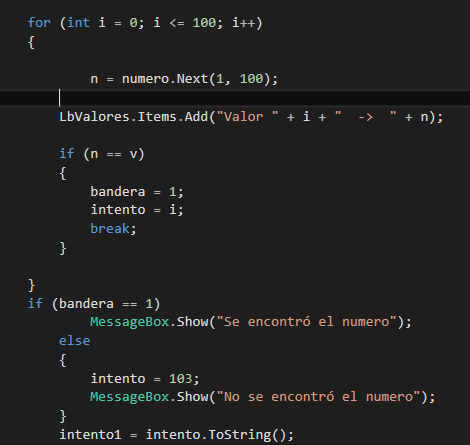 for (int i = 0; i <= 100; i++)
{
n = numero.Next(1, 100);
LbValores.Items.Add("Valor " + i + "  ->  " + n);
if (n == v)
{
bandera = 1;
intento = i;
break;
}
}
if (bandera == 1)
MessageBox.Show("Se encontró el numero");
else
{
intento = 103;
MessageBox.Show("No se encontró el numero");
}
intento1 = intento.ToString();